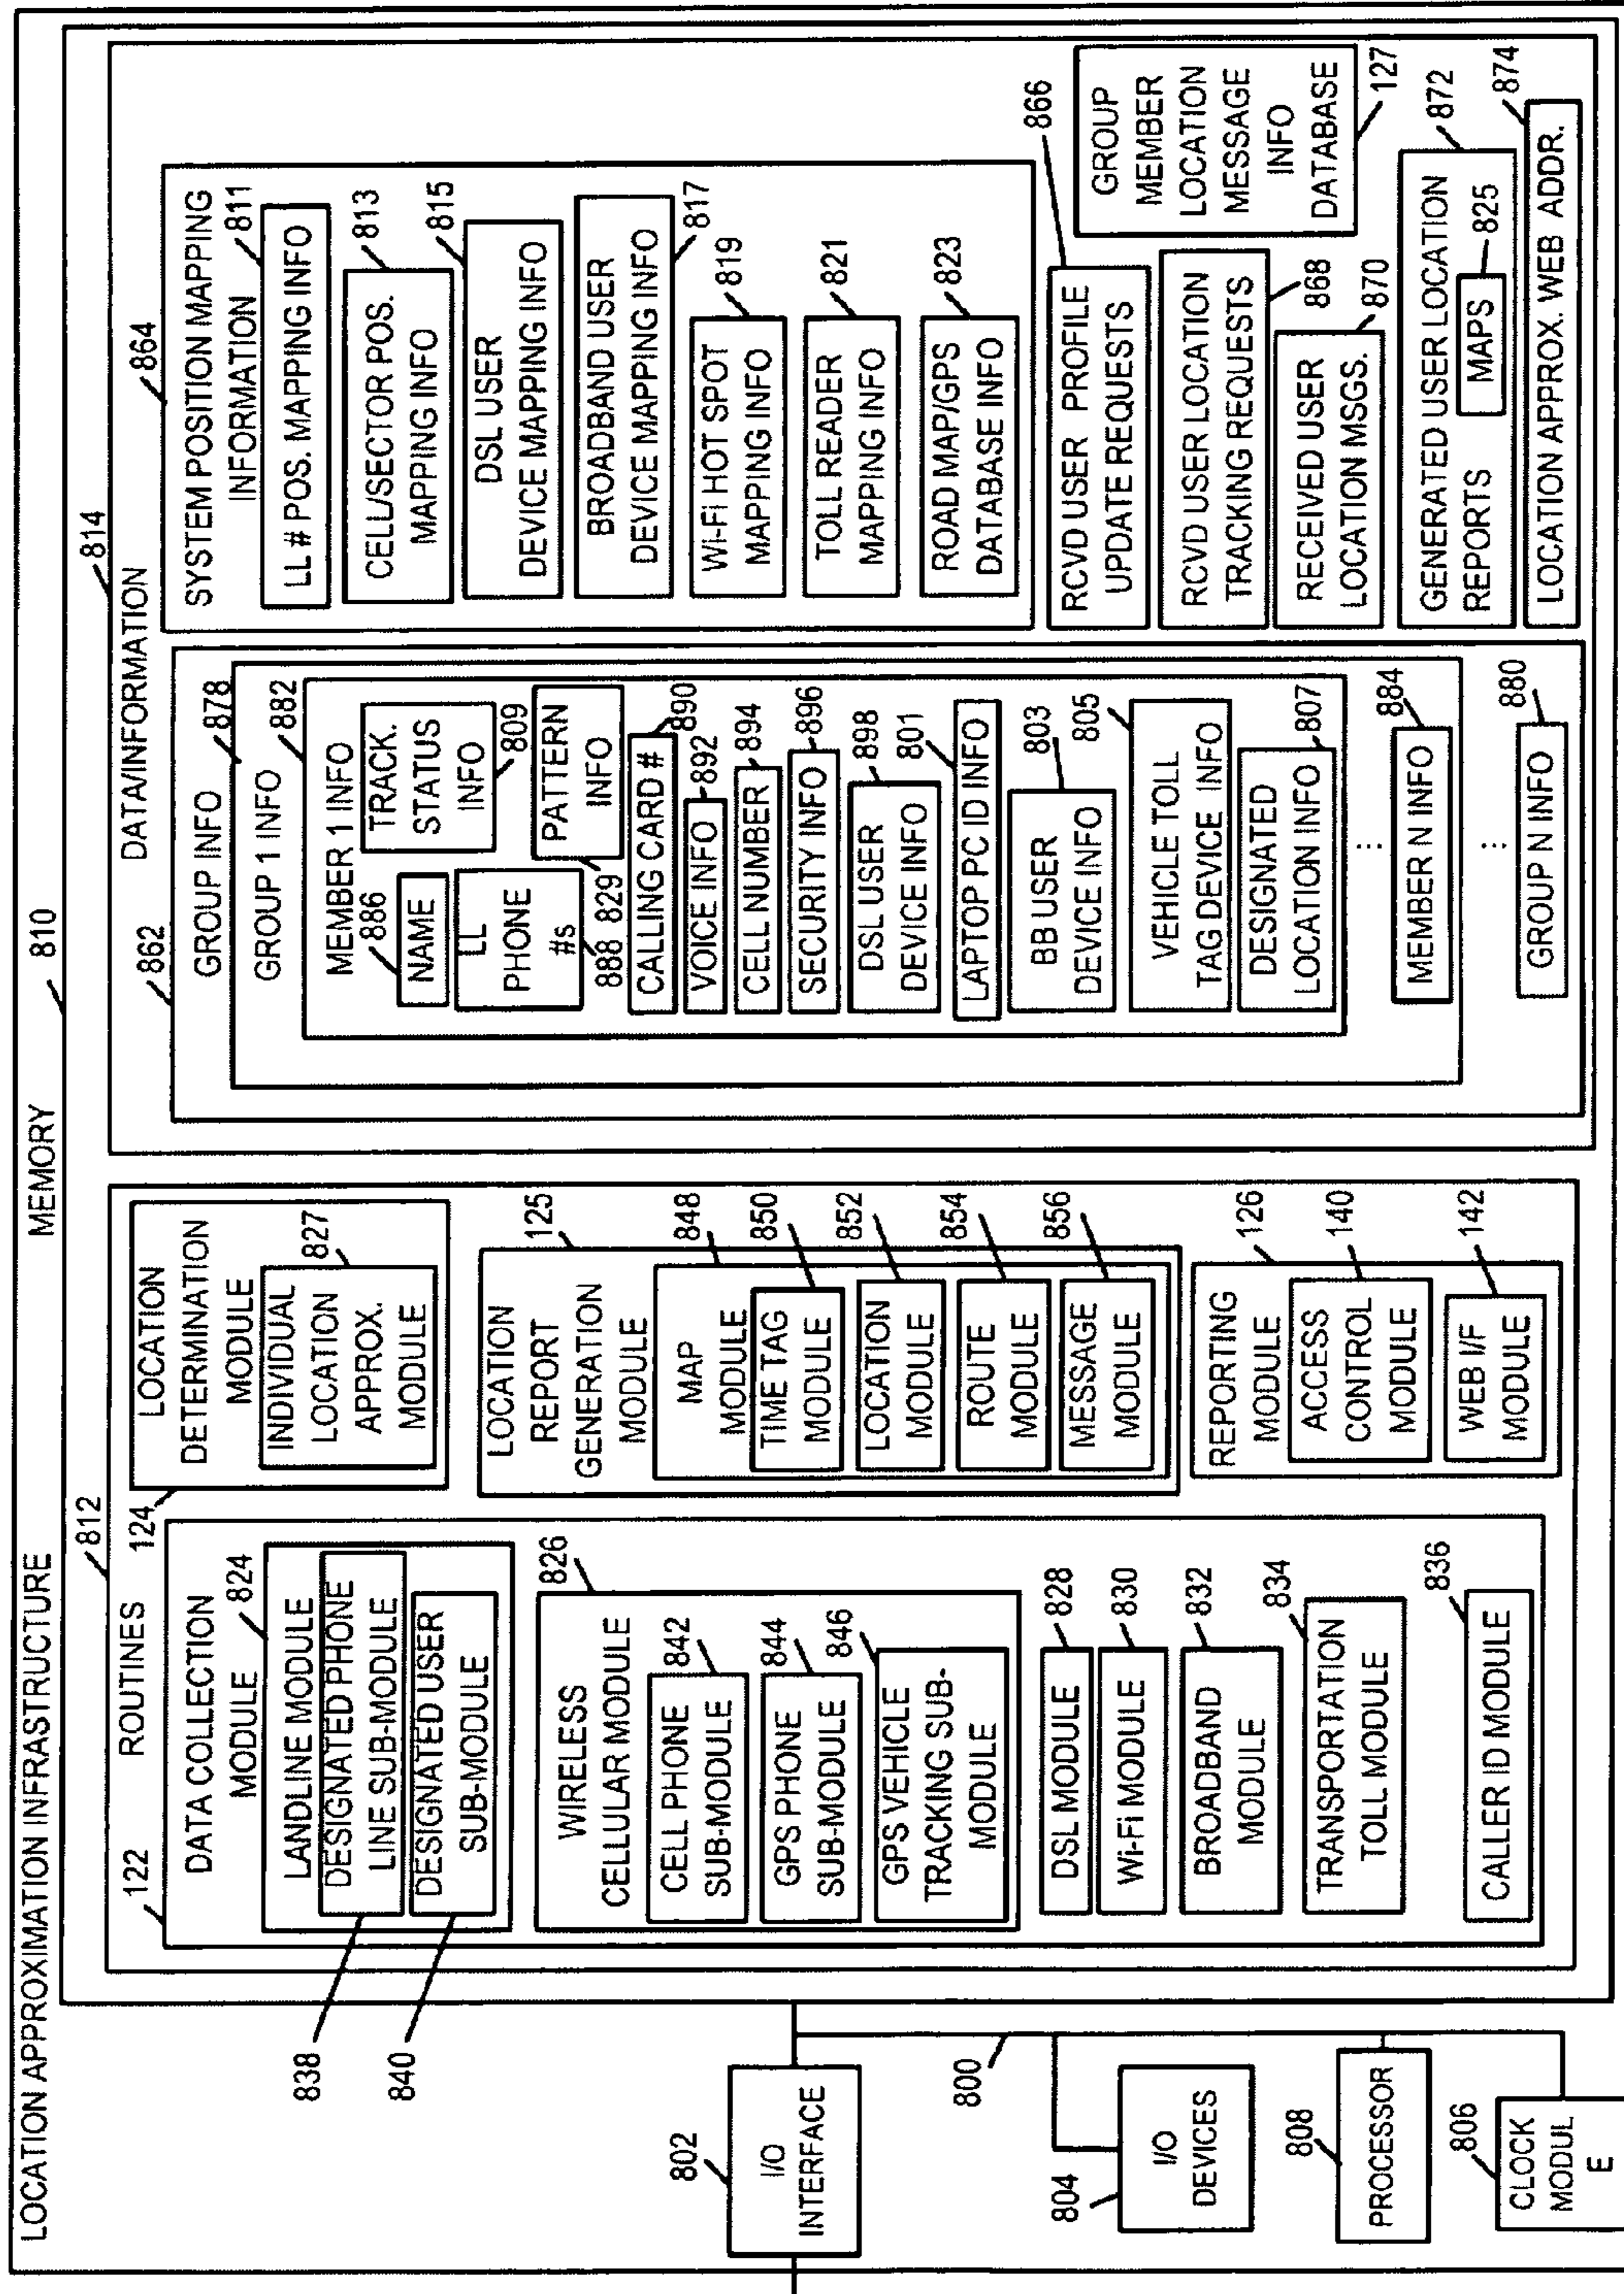 LOCATION APPROXIMATION INFRASTRUCTURE
MEMORY
810
812
ROUTINES
122
DATA COLLECTION
MODULE
824
LANDLINE MODULE
DESIGNATED PHONE
LINE SUB-MODULE
DESIGNATED USER
SUB-MODULE
838
840
826
WIRELESS
CELLULAR MODULE
842
CELL PHONE
SUB-MODULE
844
GPS PHONE
SUB-MODULE
846
GPS VEHICLE
TRACKING SUB-
MODULE
828
DSL MODULE
830
Wi-Fi MODULE
832
BROADBAND
MODULE
834
TRANSPORTATION
TOLL MODULE
836
CALLER ID MODULE
124
LOCATION
DETERMINATION
MODULE
827
INDIVIDUAL
LOCATION
APPROX.
MODULE
125
LOCATION
REPORT
GENERATION
MODULE
848
MAP
MODULE
850
TIME TAG
MODULE
852
LOCATION
MODULE
854
ROUTE
MODULE
856
MESSAGE
MODULE
126
REPORTING
MODULE
140
ACCESS
CONTROL
MODULE
142
WEB I/F
MODULE
814
DATA/INFORMATION
862
GROUP INFO
878
GROUP 1 INFO
882
MEMBER 1 INFO
886
NAME
TRACK.
STATUS
INFO
809
LL
PHONE
#s
888
829
PATTERN
INFO
890
CALLING CARD #
892
VOICE INFO
894
CELL NUMBER
896
SECURITY INFO
898
DSL USER
DEVICE INFO
801
LAPTOP PC ID INFO
803
BB USER
DEVICE INFO
805
VEHICLE TOLL
TAG DEVICE INFO
807
DESIGNATED
LOCATION INFO
...
884
MEMBER N INFO
...
880
GROUP N INFO
864
SYSTEM POSITION MAPPING
INFORMATION
811
LL # POS. MAPPING INFO
813
CELL/SECTOR POS.
MAPPING INFO
815
DSL USER
DEVICE MAPPING INFO
BROADBAND USER
DEVICE MAPPING INFO
817
WI-FI HOT SPOT
MAPPING INFO
819
TOLL READER
MAPPING INFO
821
ROAD MAP/GPS
DATABASE INFO
823
866
RCVD USER PROFILE
UPDATE REQUESTS
RCVD USER LOCATION
TRACKING REQUESTS
868
RECEIVED USER
LOCATION MSGS.
870
GROUP
MEMBER
LOCATION
MESSAGE
INFO
DATABASE
127
872
GENERATED USER LOCATION
REPORTS
MAPS
825
874
LOCATION APPROX. WEB ADDR.
802
I/O
INTERFACE
800
804
I/O
DEVICES
808
PROCESSOR
806
CLOCK
MODUL
E